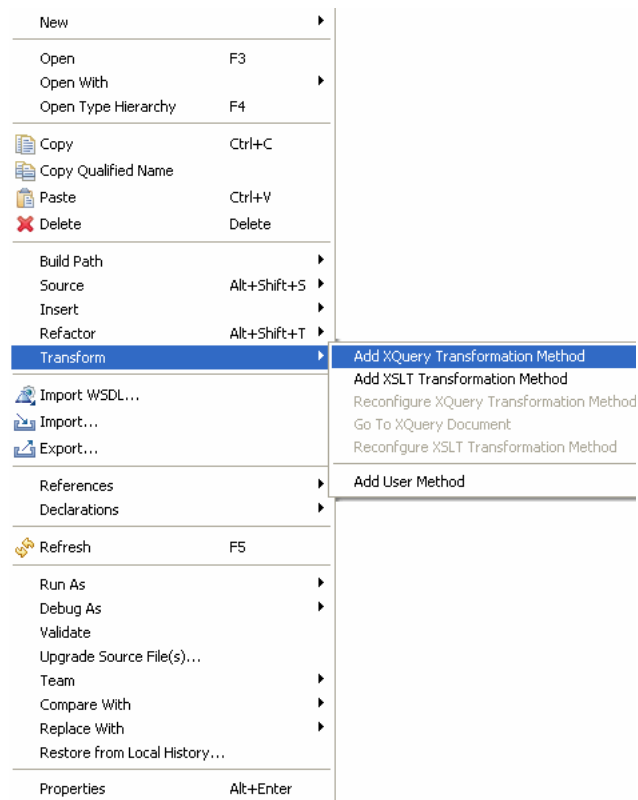 New
Open F3
Open With
Open Type Hierarchy F4
Copy Ctrl+C
Copy Qualified Name
Paste Ctrl+V
Delete Delete
Build Path
Source Alt+Shift+S
Insert
Refactor Alt+Shift+T
Transform
Add XQuery Transformation Method
Add XSLT Transformation Method
Reconfigure XQuery Transformation Method
Go To XQuery Document
Reconfgure XSLT Transformation Method
Add User Method
Import WSDL...
Import...
Export...
References
Declarations
Refresh F5
Run As
Debug As
Validate
Upgrade Source File(s)...
Team
Compare With
Replace With
Restore from Local History...
Properties Alt+Enter